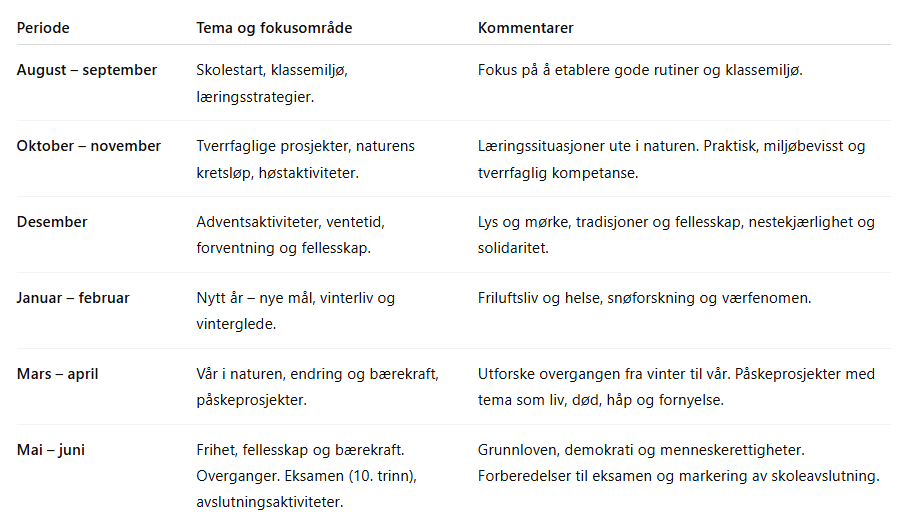 Periode Tema og fokusområde Kommentarer
August – september Skolestart, klassemiljø, Fokus på å etablere gode rutiner og klassemiljø.
læringsstrategier.
Oktober – november Tverrfaglige prosjekter, naturens Læringssituasjoner ute i naturen. Praktisk, miljøbevisst og
kretsløp, høstaktiviteter. tverrfaglig kompetanse.
Desember Adventsaktiviteter, ventetid, Lys og mørke, tradisjoner og fellesskap, nestekjærlighet og
forventning og fellesskap. solidaritet.
Januar – februar Nytt år – nye mål, vinterliv og Friluftsliv og helse, snøforskning og værfenomen.
vinterglede.
Mars – april Vår i naturen, endring og bærekraft, Utforske overgangen fra vinter til vår. Påskeprosjekter med
påskeprosjekter. tema som liv, død, håp og fornyelse.
Mai – juni Frihet, fellesskap og bærekraft. Grunnloven, demokrati og menneskerettigheter.
Overganger. Eksamen (10. trinn), Forberedelser til eksamen og markering av skoleavslutning.
avslutningsaktiviteter.